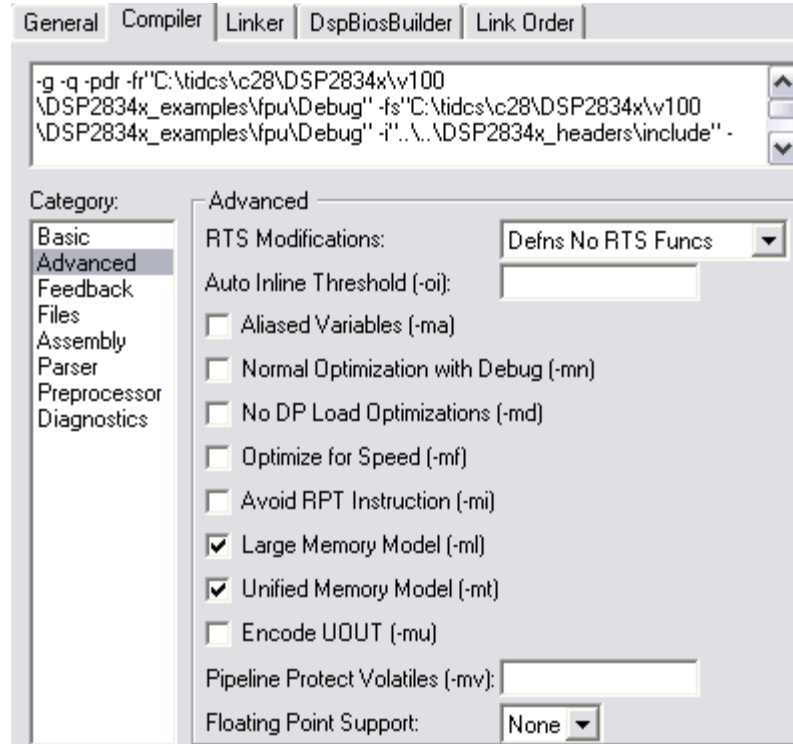 General Compiler Linker DspBiosBuilder Link Order
-g -q -pdr -fr"C:\tidcs\c28\DSP2834x\v100
\DSP2834x_examples\fpu\Debug" -fs"C:\tidcs\c28\DSP2834x\v100
\DSP2834x_examples\fpu\Debug" -i"..\..\DSP2834x_headers\include" -
Category:
Basic
Advanced
Feedback
Files
Assembly
Parser
Preprocessor
Diagnostics
Advanced
RTS Modifications: Defns No RTS Funcs
Auto Inline Threshold (-oi):
Aliased Variables (-ma)
Normal Optimization with Debug (-mn)
No DP Load Optimizations (-md)
Optimize for Speed (-mf)
Avoid RPT Instruction (-mi)
Large Memory Model (-ml)
Unified Memory Model (-mt)
Encode UOUT (-mu)
Pipeline Protect Volatiles (-mv):
Floating Point Support: None